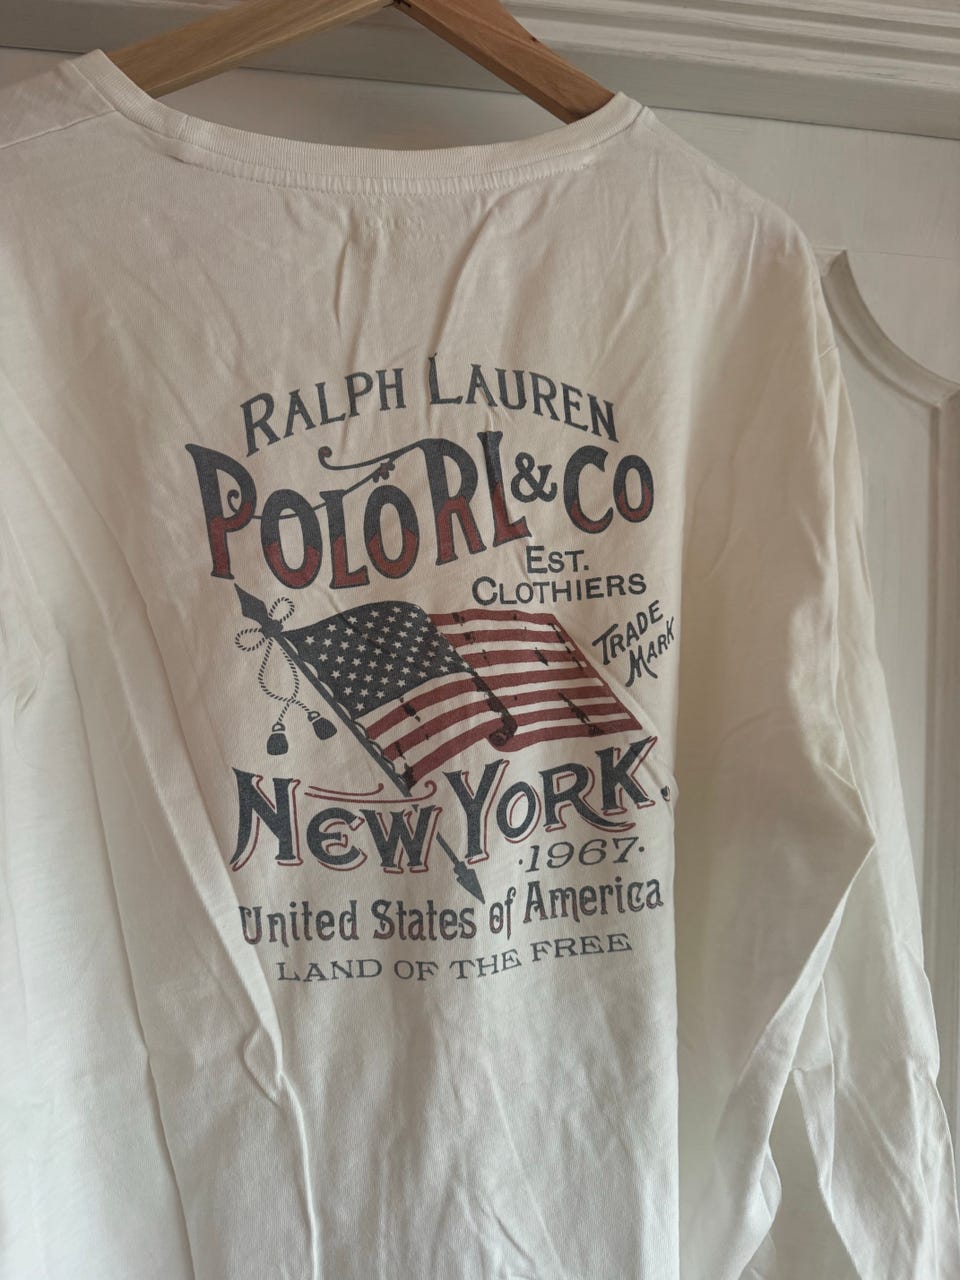 RALPH LAUREN
POLO RL & CO
EST.
CLOTHIERS
TRADE
MARK
NEW YORK.
·1967·
United States of America
LAND OF THE FREE